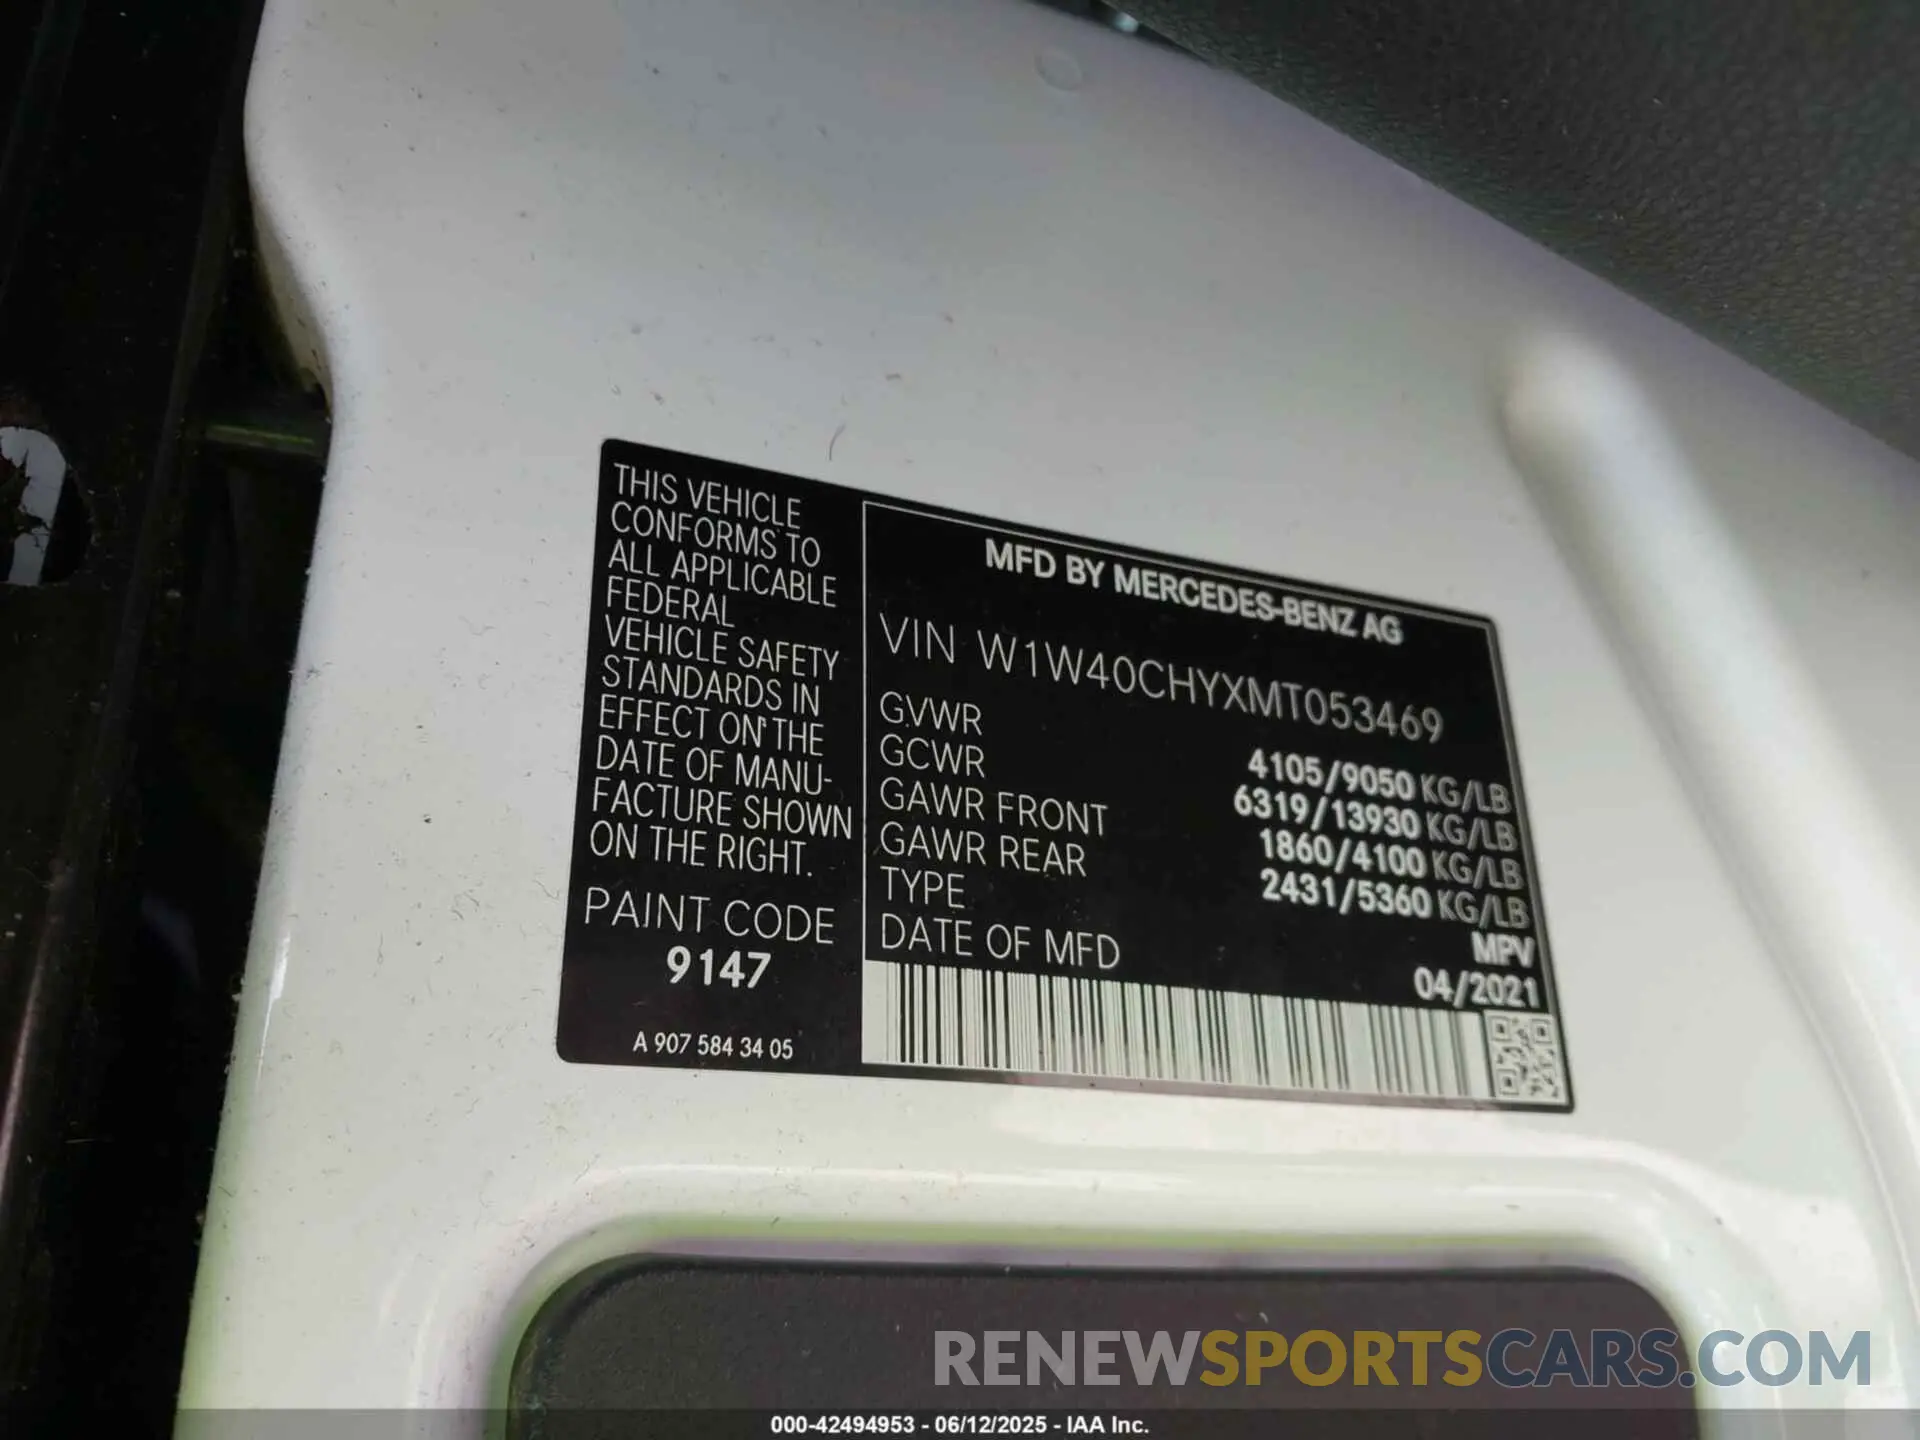 THIS VEHICLE
CONFORMS TO
ALL APPLICABLE
FEDERAL
VEHICLE SAFETY
STANDARDS IN
EFFECT ON THE
DATE OF MANU-
FACTURE SHOWN
ON THE RIGHT.
PAINT CODE
9147
A 907 584 34 05
MFD BY MERCEDES-BENZ AG
VIN W1W40CHYXMT053469
GVWR 4105/9050 KG/LB
GCWR 6319/13930 KG/LB
GAWR FRONT 1860/4100 KG/LB
GAWR REAR 2431/5360 KG/LB
TYPE MPV
DATE OF MFD 04/2021
RENEWSPORTSCARS.COM
000-42494953 - 06/12/2025 - IAA Inc.